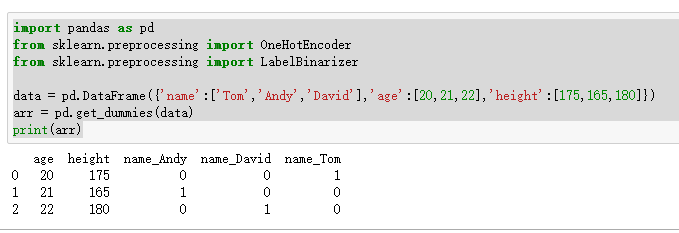 import pandas as pd
from sklearn.preprocessing import OneHotEncoder
from sklearn.preprocessing import LabelBinarizer
data = pd.DataFrame({'name':['Tom','Andy','David'],'age':[20,21,22],'height':[175,165,180]})
arr = pd.get_dummies(data)
print(arr)
age height name_Andy name_David name_Tom
0 20 175 0 0 1
1 21 165 1 0 0
2 22 180 0 1 0